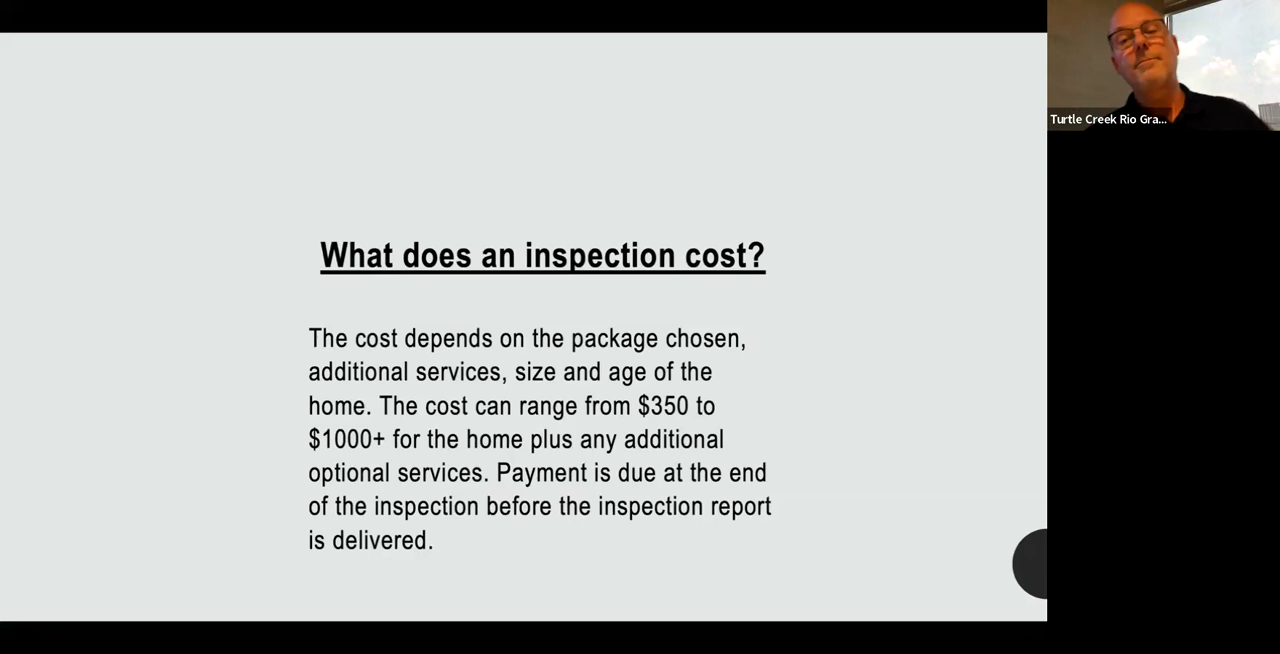 What does an inspection cost?
The cost depends on the package chosen,
additional services, size and age of the
home. The cost can range from $350 to
$1000+ for the home plus any additional
optional services. Payment is due at the end
of the inspection before the inspection report
is delivered.
Turtle Creek Rio Gra...